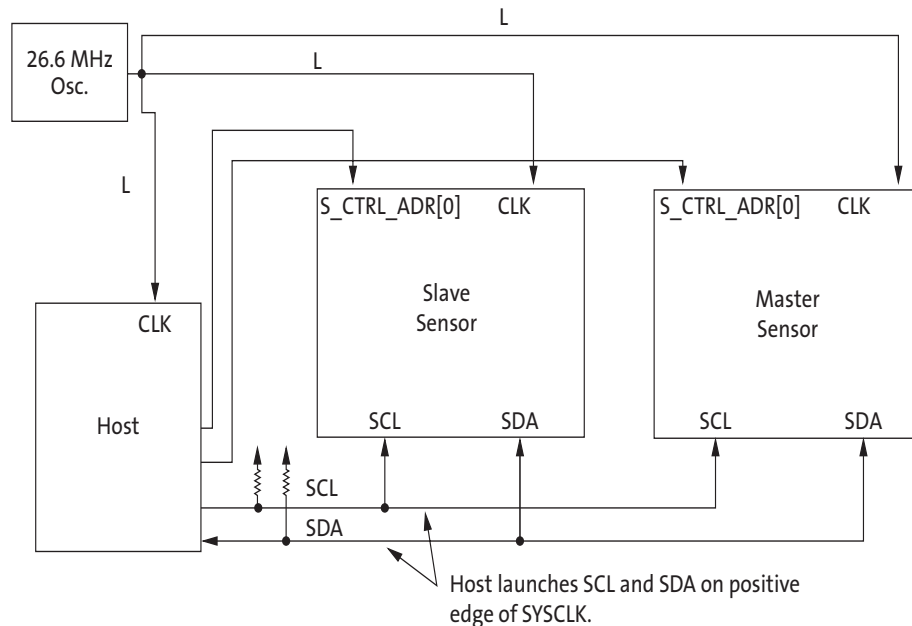 L
26.6 MHz
Osc.
L
L
S_CTRL_ADR[0]
CLK
S_CTRL_ADR[0]
CLK
Slave
Sensor
Master
Sensor
CLK
Host
SCL
SDA
SCL
SDA
SCL
SDA
Host launches SCL and SDA on positive
edge of SYSCLK.